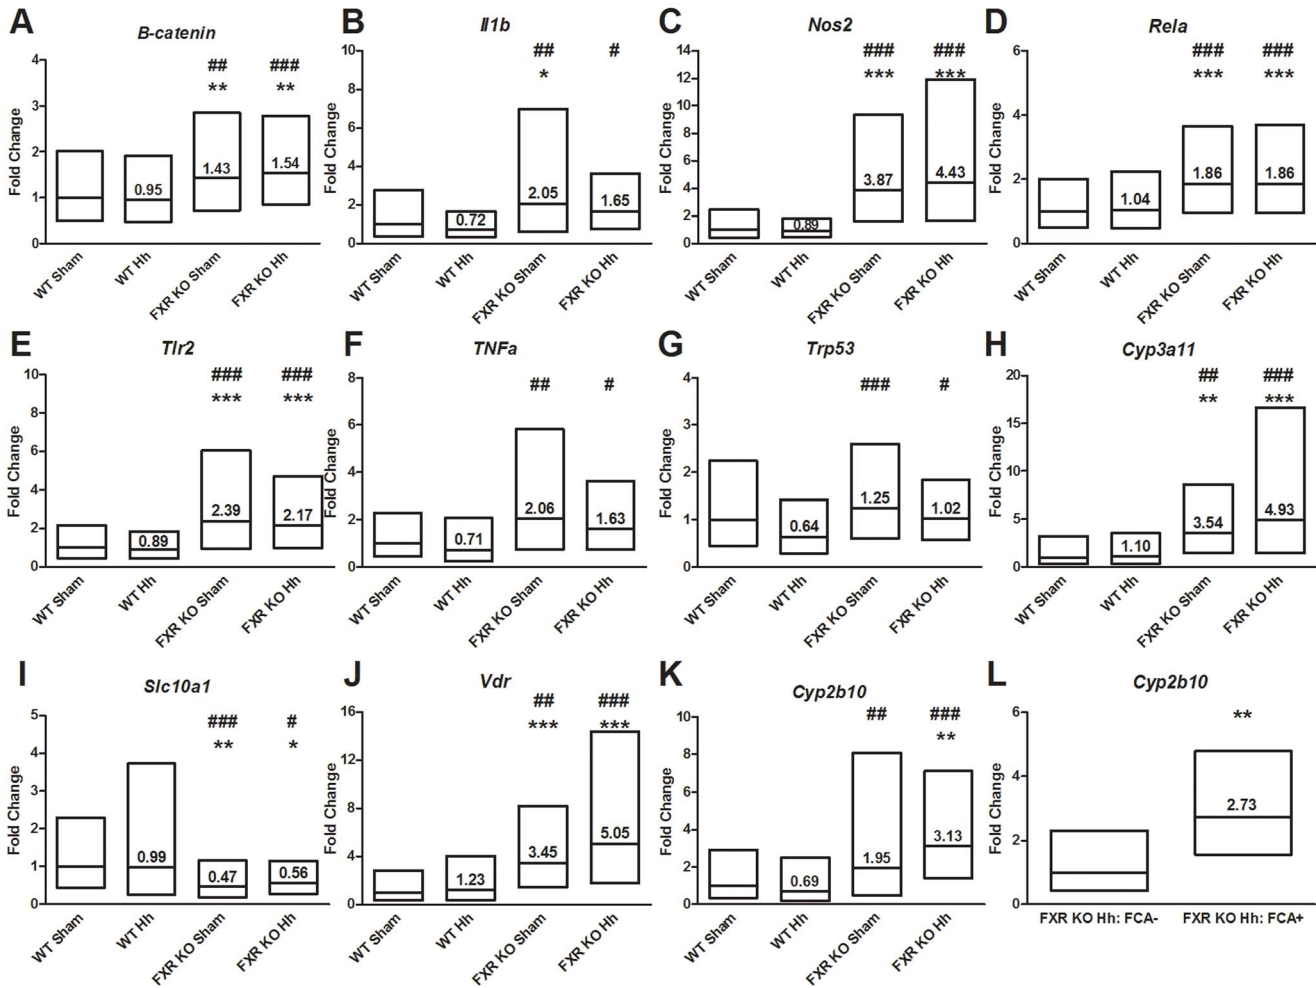 A
B-catenin
Fold Change
4
3
2
1
0
## ###
** **
0.95
1.43
1.54
WT Sham
WT Hh
FXR KO Sham
FXR KO Hh
B
Il1b
Fold Change
10
8
6
4
2
0
## #
*
0.72
2.05
1.65
WT Sham
WT Hh
FXR KO Sham
FXR KO Hh
C
Nos2
Fold Change
14
12
10
8
6
4
2
0
### ###
*** ***
0.89
3.87
4.43
WT Sham
WT Hh
FXR KO Sham
FXR KO Hh
D
Rela
Fold Change
6
4
2
0
### ###
*** ***
1.04
1.86
1.86
WT Sham
WT Hh
FXR KO Sham
FXR KO Hh
E
Tlr2
Fold Change
10
8
6
4
2
0
### ###
*** ***
0.89
2.39
2.17
WT Sham
WT Hh
FXR KO Sham
FXR KO Hh
F
TNFa
Fold Change
8
6
4
2
0
## #
0.71
2.06
1.63
WT Sham
WT Hh
FXR KO Sham
FXR KO Hh
G
Trp53
Fold Change
4
3
2
1
0
### #
0.64
1.25
1.02
WT Sham
WT Hh
FXR KO Sham
FXR KO Hh
H
Cyp3a11
Fold Change
20
15
10
5
0
## ###
** ***
1.10
3.54
4.93
WT Sham
WT Hh
FXR KO Sham
FXR KO Hh
I
Slc10a1
Fold Change
5
4
3
2
1
0
### #
** *
0.99
0.47
0.56
WT Sham
WT Hh
FXR KO Sham
FXR KO Hh
J
Vdr
Fold Change
16
12
8
4
0
## ###
*** ***
1.23
3.45
5.05
WT Sham
WT Hh
FXR KO Sham
FXR KO Hh
K
Cyp2b10
Fold Change
10
8
6
4
2
0
## ###
**
0.69
1.95
3.13
WT Sham
WT Hh
FXR KO Sham
FXR KO Hh
L
Cyp2b10
Fold Change
6
4
2
0
**
2.73
FXR KO Hh: FCA-
FXR KO Hh: FCA+